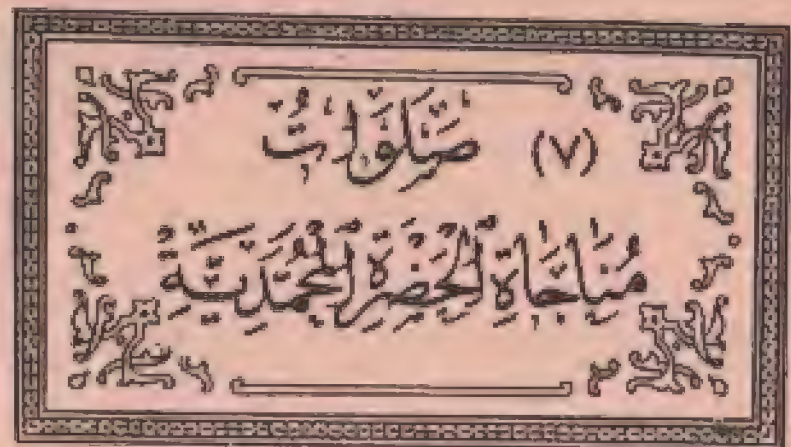 (٧) صَلَوَاتُ
مُنَاجَاةِ الْحَضْرَةِ الْمُحَمَّدِيَّةِ